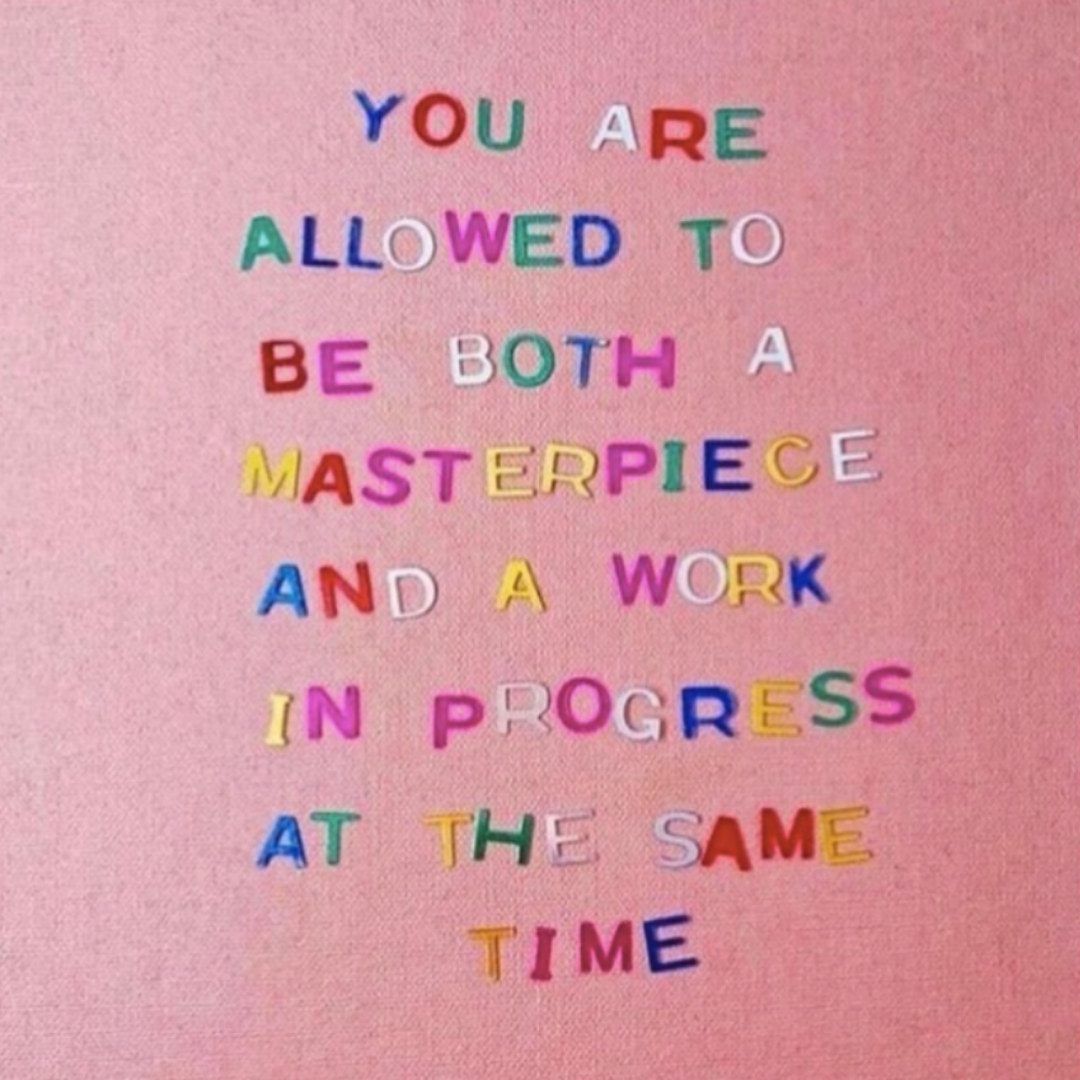 YOU ARE
ALLOWED TO
BE BOTH A
MASTERPIECE
AND A WORK
IN PROGRESS
AT THE SAME
TIME